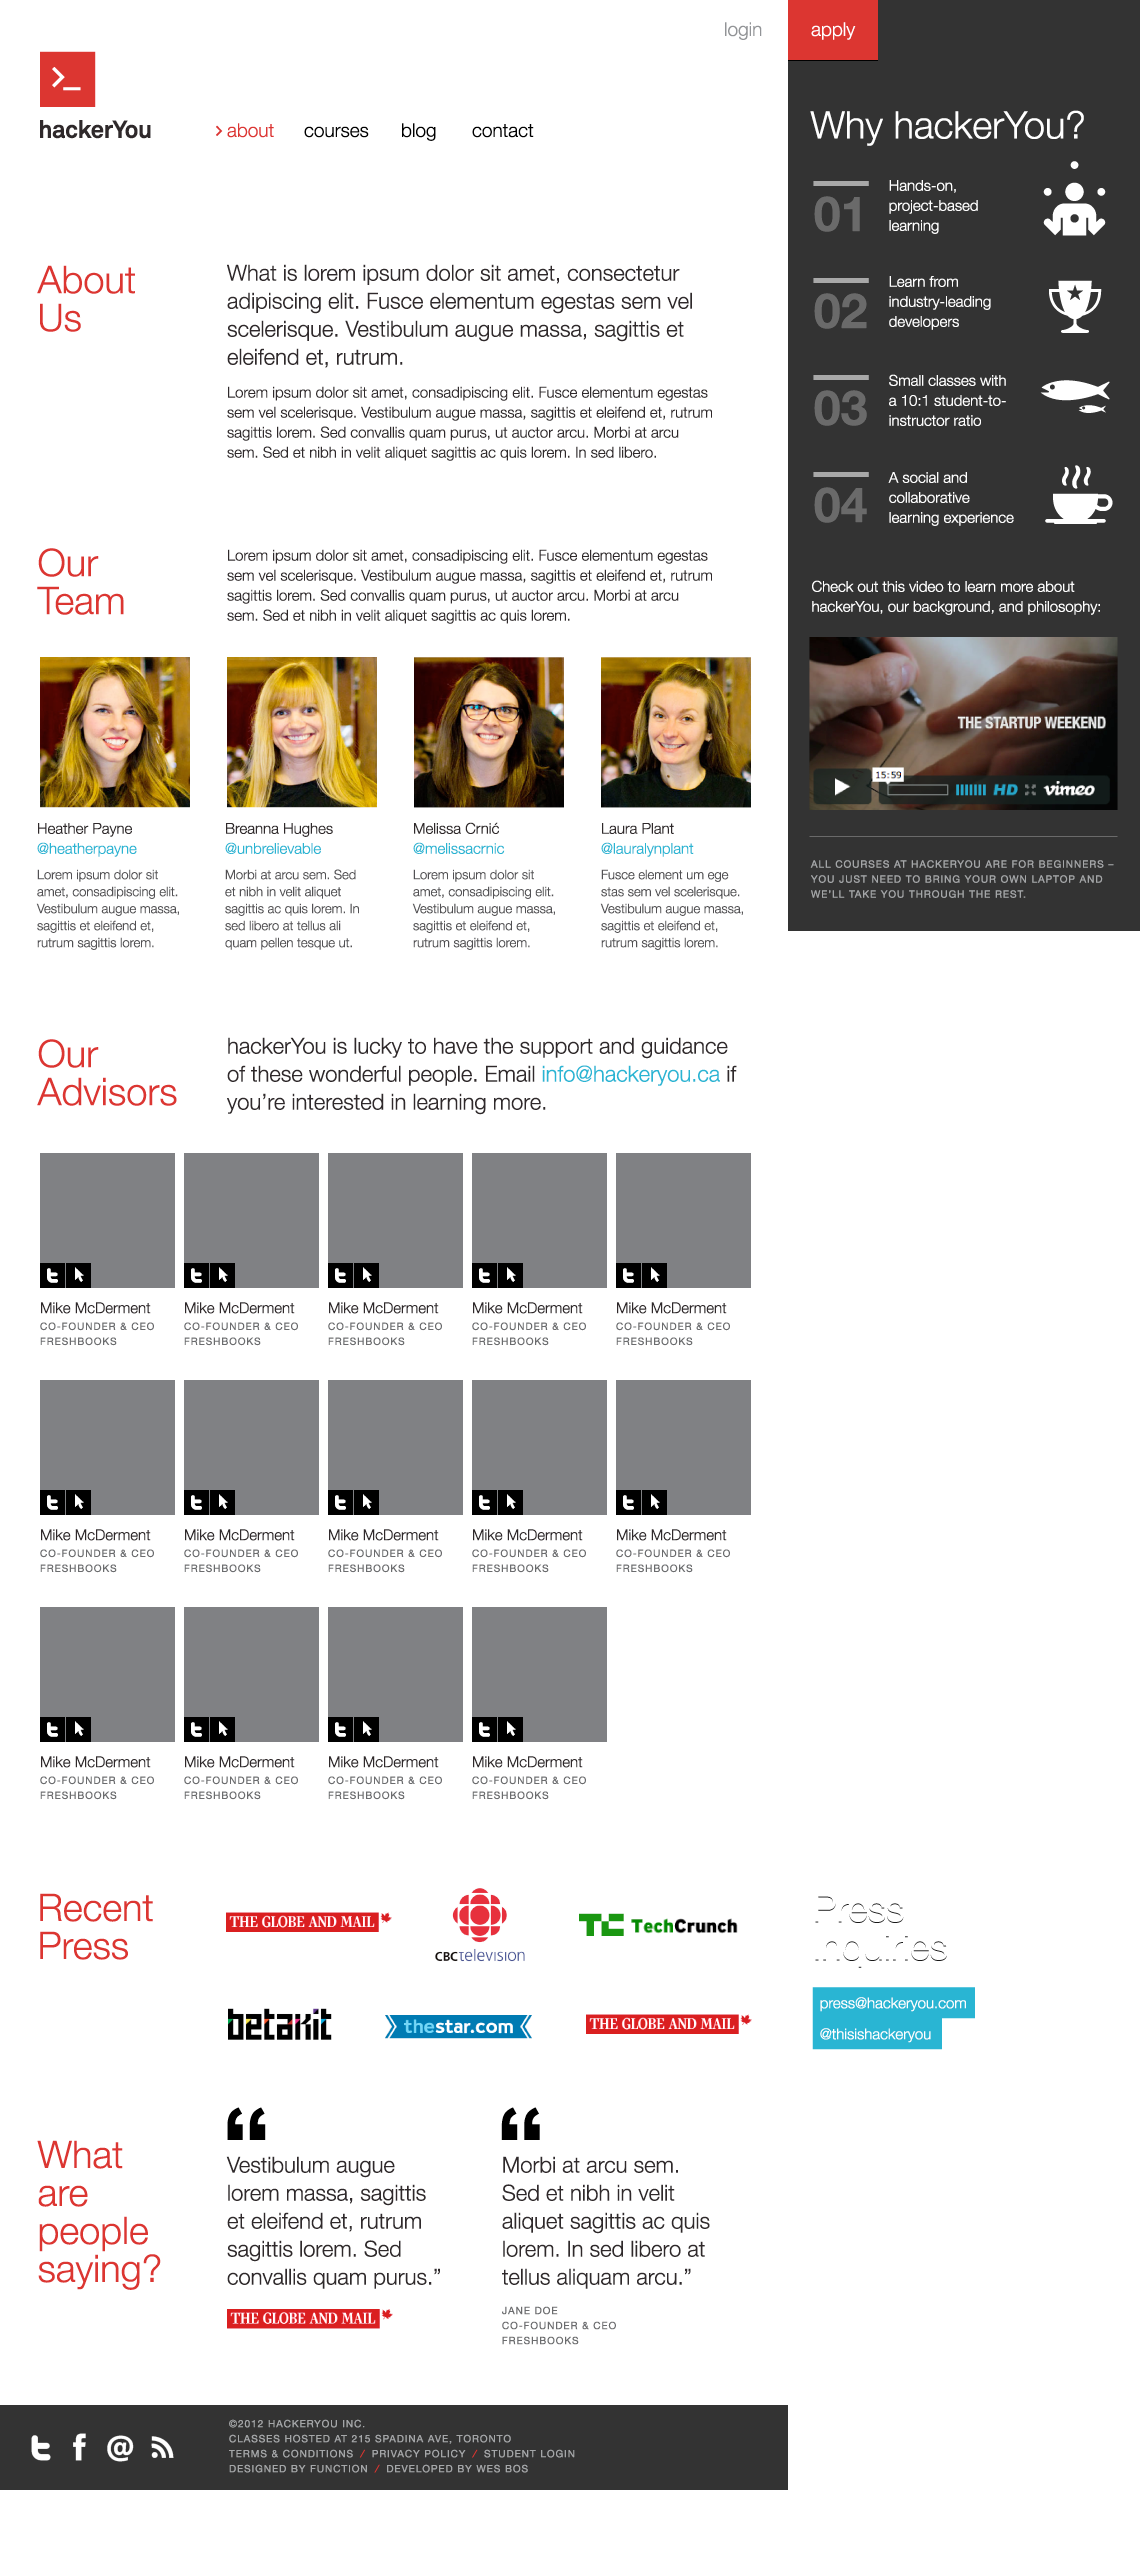 login
apply
hackerYou
about
courses
blog
contact
About
Us
What is lorem ipsum dolor sit amet, consectetur
adipiscing elit. Fusce elementum egestas sem vel
scelerisque. Vestibulum augue massa, sagittis et
eleifend et, rutrum.
Lorem ipsum dolor sit amet, consadipiscing elit. Fusce elementum egestas
sem vel scelerisque. Vestibulum augue massa, sagittis et eleifend et, rutrum
sagittis lorem. Sed convallis quam purus, ut auctor arcu. Morbi at arcu
sem. Sed et nibh in velit aliquet sagittis ac quis lorem. In sed libero.
Our
Team
Lorem ipsum dolor sit amet, consadipiscing elit. Fusce elementum egestas
sem vel scelerisque. Vestibulum augue massa, sagittis et eleifend et, rutrum
sagittis lorem. Sed convallis quam purus, ut auctor arcu. Morbi at arcu
sem. Sed et nibh in velit aliquet sagittis ac quis lorem.
Heather Payne
@heatherpayne
Lorem ipsum dolor sit
amet, consadipiscing elit.
Vestibulum augue massa,
sagittis et eleifend et,
rutrum sagittis lorem.
Breanna Hughes
@unbrelievable
Morbi at arcu sem. Sed
et nibh in velit aliquet
sagittis ac quis lorem. In
sed libero at tellus ali
quam pellen tesque ut.
Melissa Crnić
@melissacrnic
Lorem ipsum dolor sit
amet, consadipiscing elit.
Vestibulum augue massa,
sagittis et eleifend et,
rutrum sagittis lorem.
Laura Plant
@lauralynplant
Fusce element um ege
stas sem vel scelerisque.
Vestibulum augue massa,
sagittis et eleifend et,
rutrum sagittis lorem.
Why hackerYou?
01
Hands-on,
project-based
learning
02
Learn from
industry-leading
developers
03
Small classes with
a 10:1 student-to-
instructor ratio
04
A social and
collaborative
learning experience
Check out this video to learn more about
hackerYou, our background, and philosophy:
THE STARTUP WEEKEND
15:59
HD
vimeo
ALL COURSES AT HACKERYOU ARE FOR BEGINNERS –
YOU JUST NEED TO BRING YOUR OWN LAPTOP AND
WE'LL TAKE YOU THROUGH THE REST.
Our
Advisors
hackerYou is lucky to have the support and guidance
of these wonderful people. Email info@hackeryou.ca if
you're interested in learning more.
Mike McDerment
CO-FOUNDER & CEO
FRESHBOOKS
Mike McDerment
CO-FOUNDER & CEO
FRESHBOOKS
Mike McDerment
CO-FOUNDER & CEO
FRESHBOOKS
Mike McDerment
CO-FOUNDER & CEO
FRESHBOOKS
Mike McDerment
CO-FOUNDER & CEO
FRESHBOOKS
Mike McDerment
CO-FOUNDER & CEO
FRESHBOOKS
Mike McDerment
CO-FOUNDER & CEO
FRESHBOOKS
Mike McDerment
CO-FOUNDER & CEO
FRESHBOOKS
Mike McDerment
CO-FOUNDER & CEO
FRESHBOOKS
Mike McDerment
CO-FOUNDER & CEO
FRESHBOOKS
Mike McDerment
CO-FOUNDER & CEO
FRESHBOOKS
Mike McDerment
CO-FOUNDER & CEO
FRESHBOOKS
Mike McDerment
CO-FOUNDER & CEO
FRESHBOOKS
Mike McDerment
CO-FOUNDER & CEO
FRESHBOOKS
Recent
Press
THE GLOBE AND MAIL
CBCtelevision
TC TechCrunch
betakit
thestar.com
THE GLOBE AND MAIL
Press
Inquiries
press@hackeryou.com
@thisishackeryou
What
are
people
saying?
“
Vestibulum augue
lorem massa, sagittis
et eleifend et, rutrum
sagittis lorem. Sed
convallis quam purus.”
THE GLOBE AND MAIL
“
Morbi at arcu sem.
Sed et nibh in velit
aliquet sagittis ac quis
lorem. In sed libero at
tellus aliquam arcu.”
JANE DOE
CO-FOUNDER & CEO
FRESHBOOKS
©2012 HACKERYOU INC.
CLASSES HOSTED AT 215 SPADINA AVE, TORONTO
TERMS & CONDITIONS / PRIVACY POLICY / STUDENT LOGIN
DESIGNED BY FUNCTION / DEVELOPED BY WES BOS